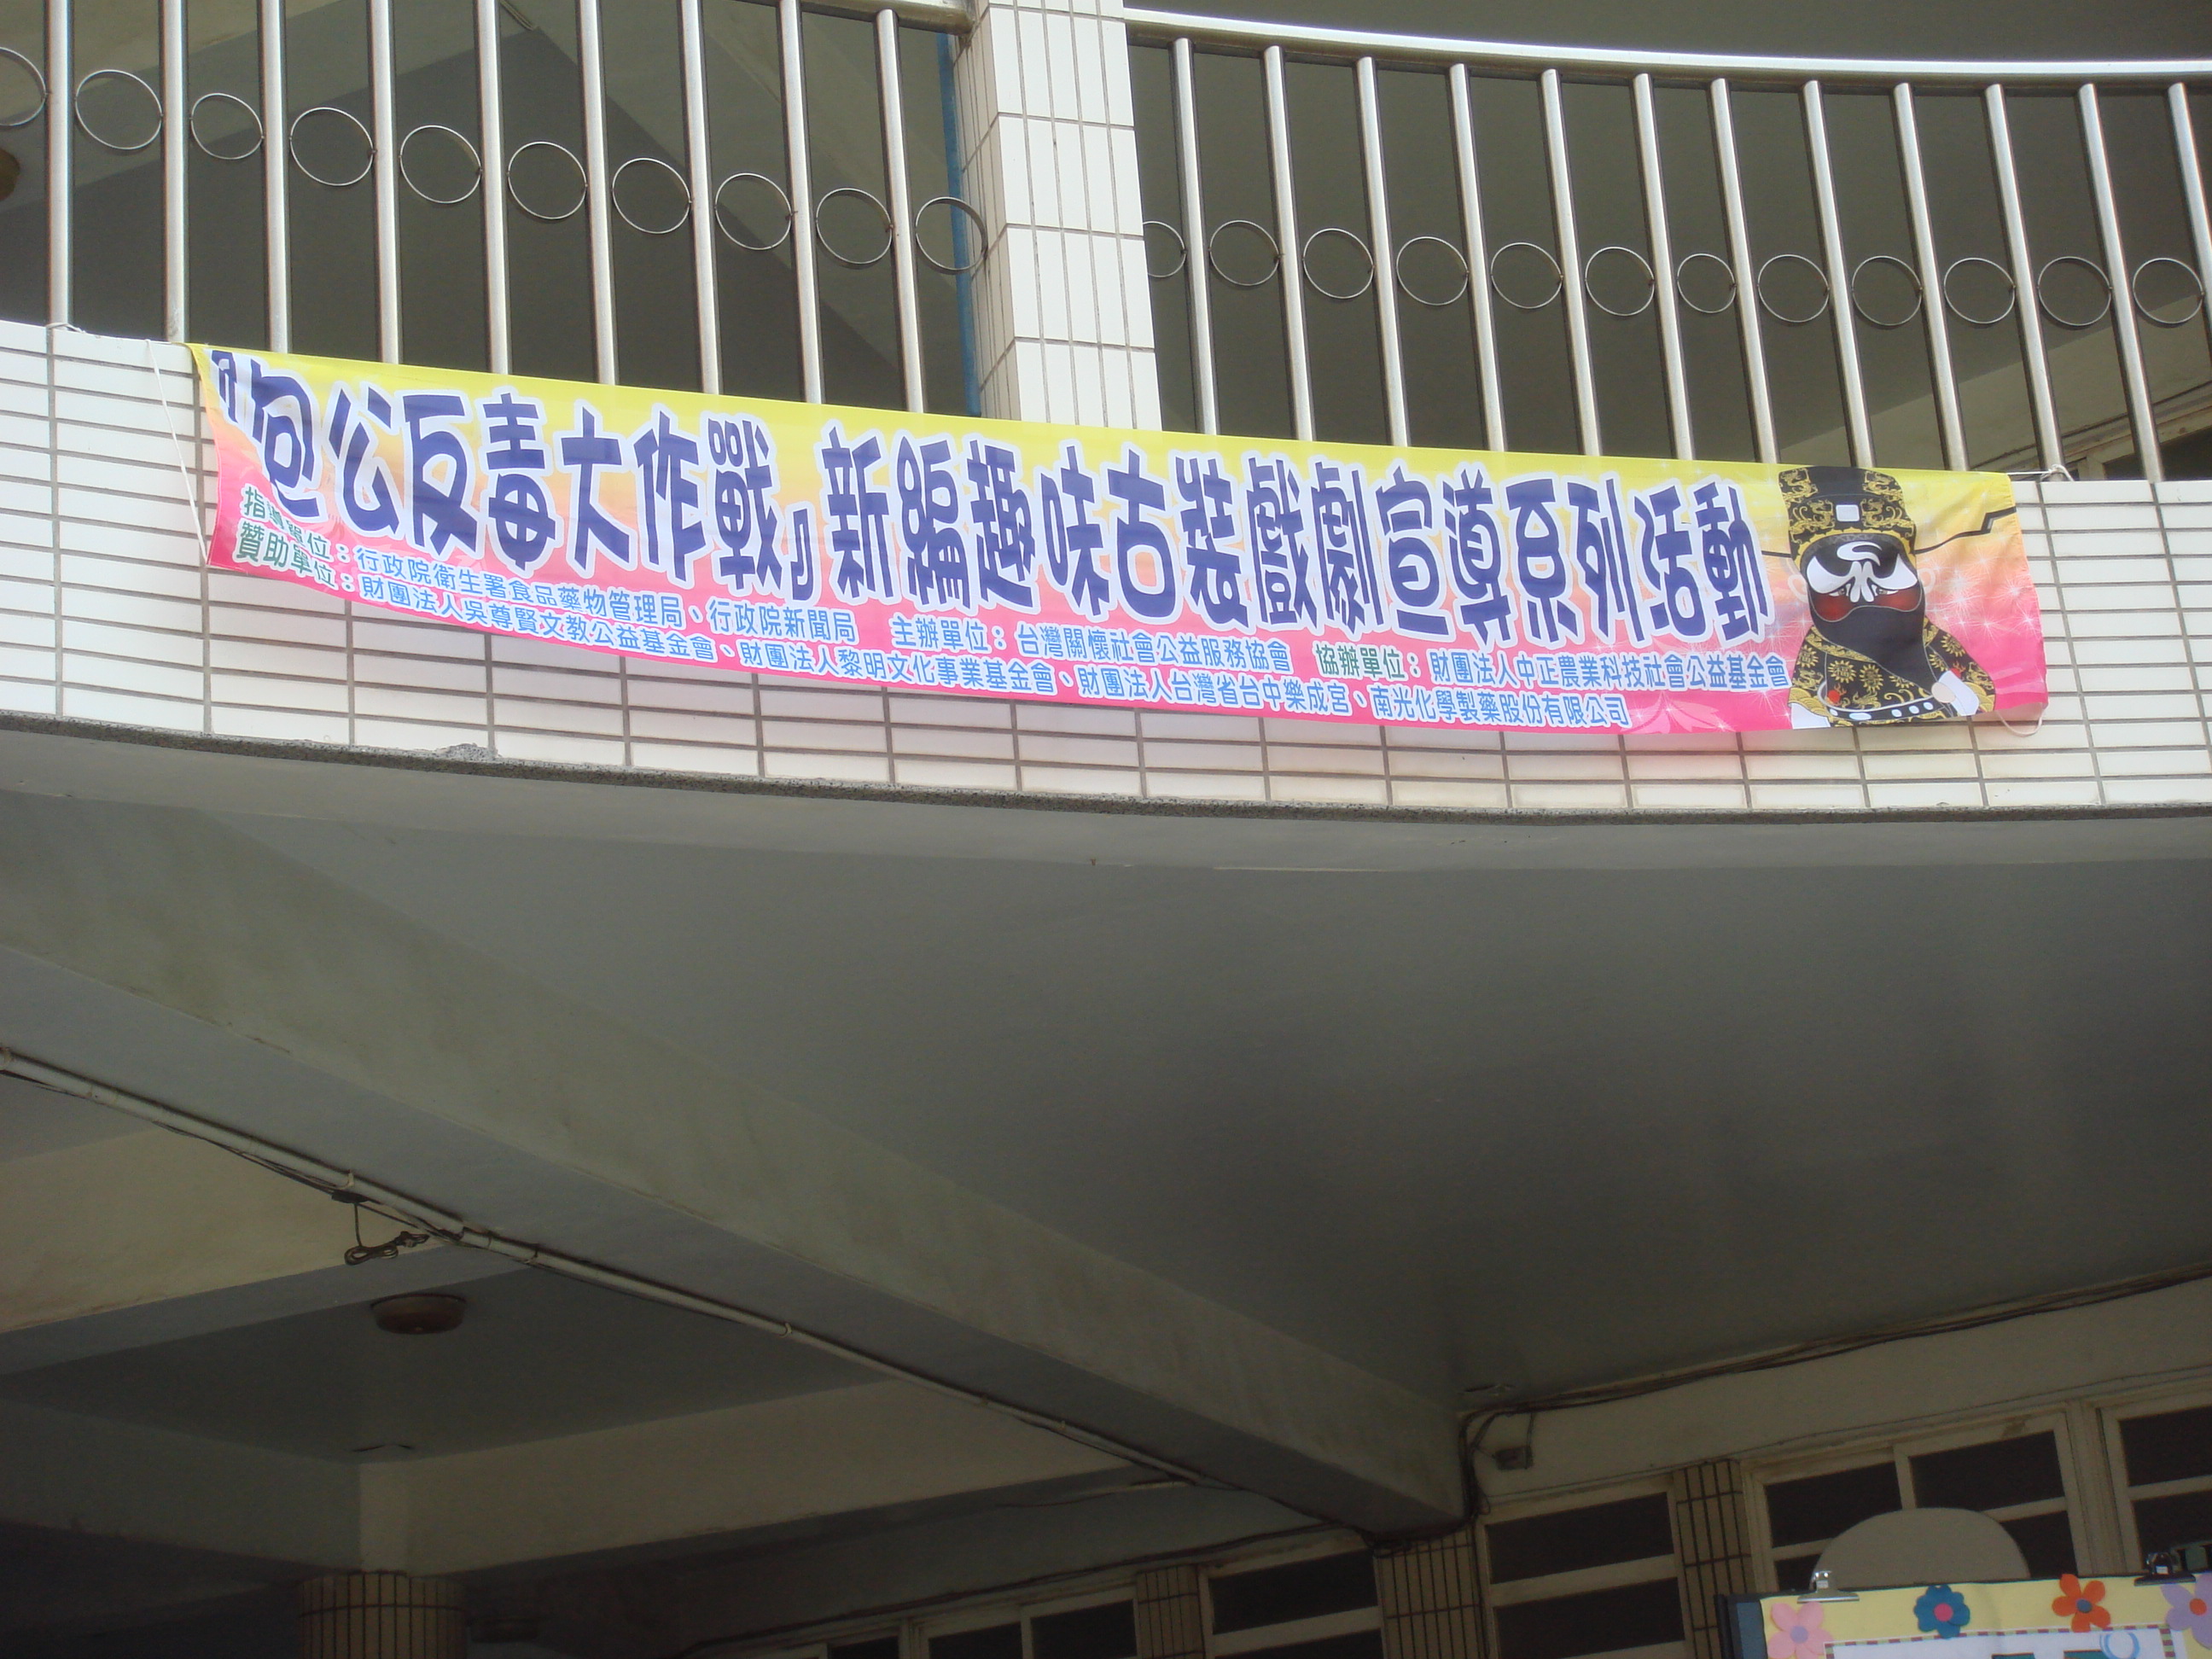 『包公反毒大作戰』新編趣味古裝戲劇宣導系列活動
指導單位：行政院衛生署食品藥物管理局、行政院新聞局　主辦單位：台灣關懷社會公益服務協會　協辦單位：財團法人中正農業科技社會公益基金會
贊助單位：財團法人吳尊賢文教公益基金會、財團法人黎明文化事業基金會、財團法人台灣省台中樂成宮、南光化學製藥股份有限公司